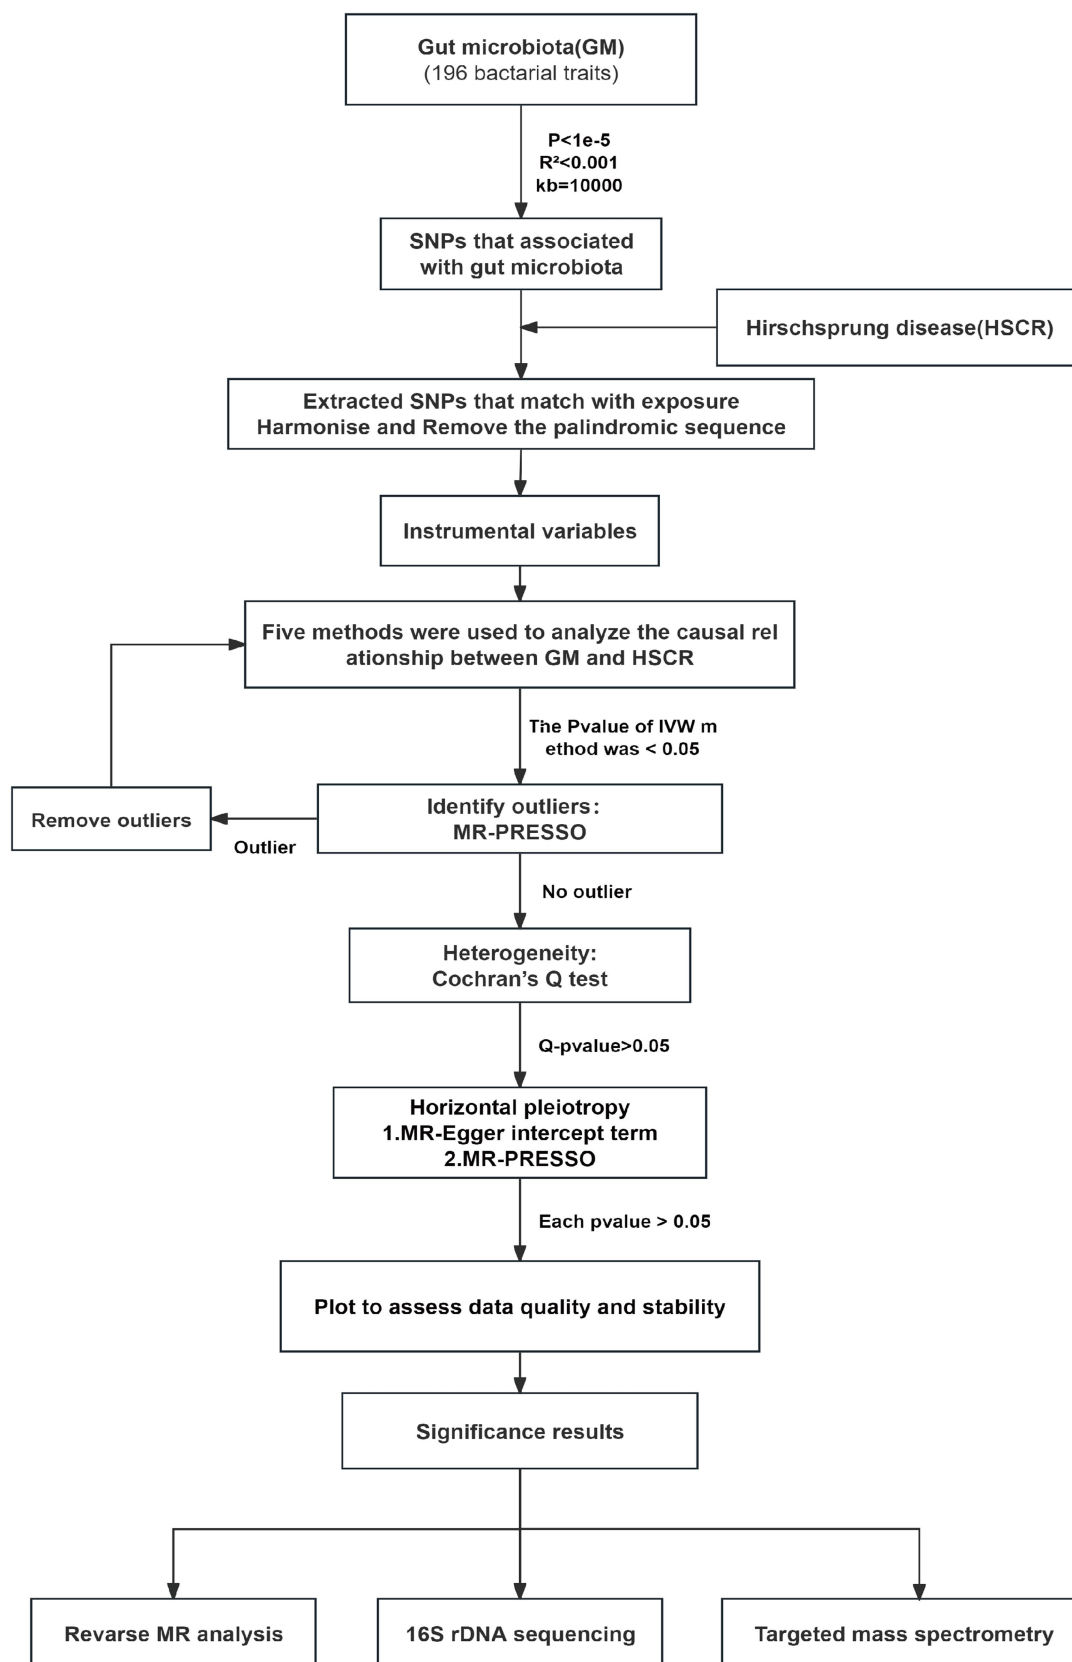 Gut microbiota(GM)
(196 bactarial traits)
P<1e-5
R²<0.001
kb=10000
SNPs that associated
with gut microbiota
Hirschsprung disease(HSCR)
Extracted SNPs that match with exposure
Harmonise and Remove the palindromic sequence
Instrumental variables
Five methods were used to analyze the causal rel
ationship between GM and HSCR
The Pvalue of IVW m
ethod was < 0.05
Identify outliers:
MR-PRESSO
Remove outliers
Outlier
No outlier
Heterogeneity:
Cochran’s Q test
Q-pvalue>0.05
Horizontal pleiotropy
1.MR-Egger intercept term
2.MR-PRESSO
Each pvalue > 0.05
Plot to assess data quality and stability
Significance results
Revarse MR analysis
16S rDNA sequencing
Targeted mass spectrometry